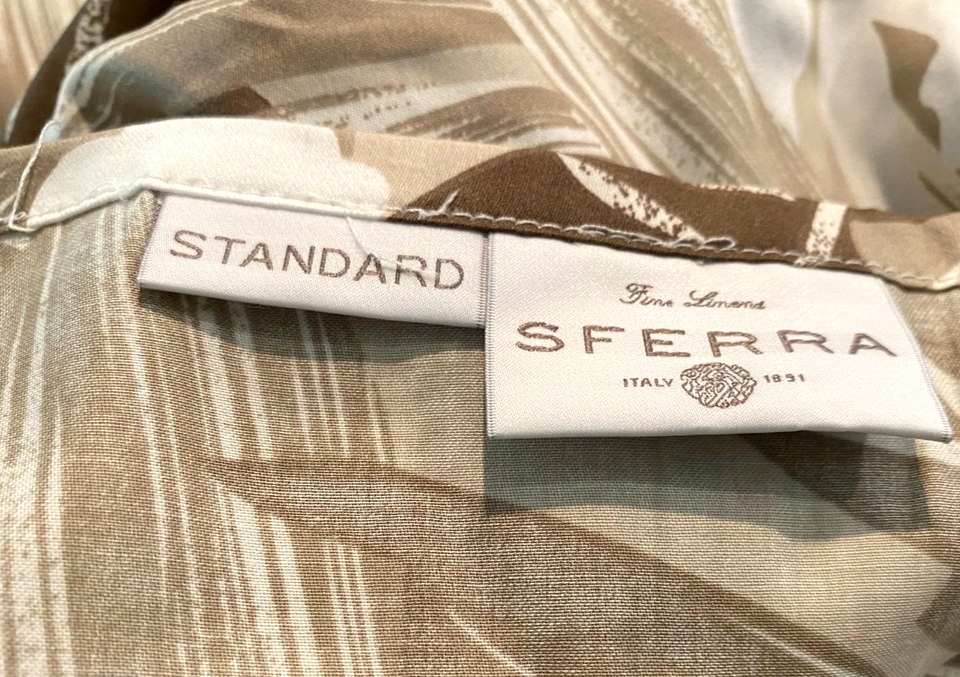 STANDARD
Fine Linens
SFERRA
ITALY 1891